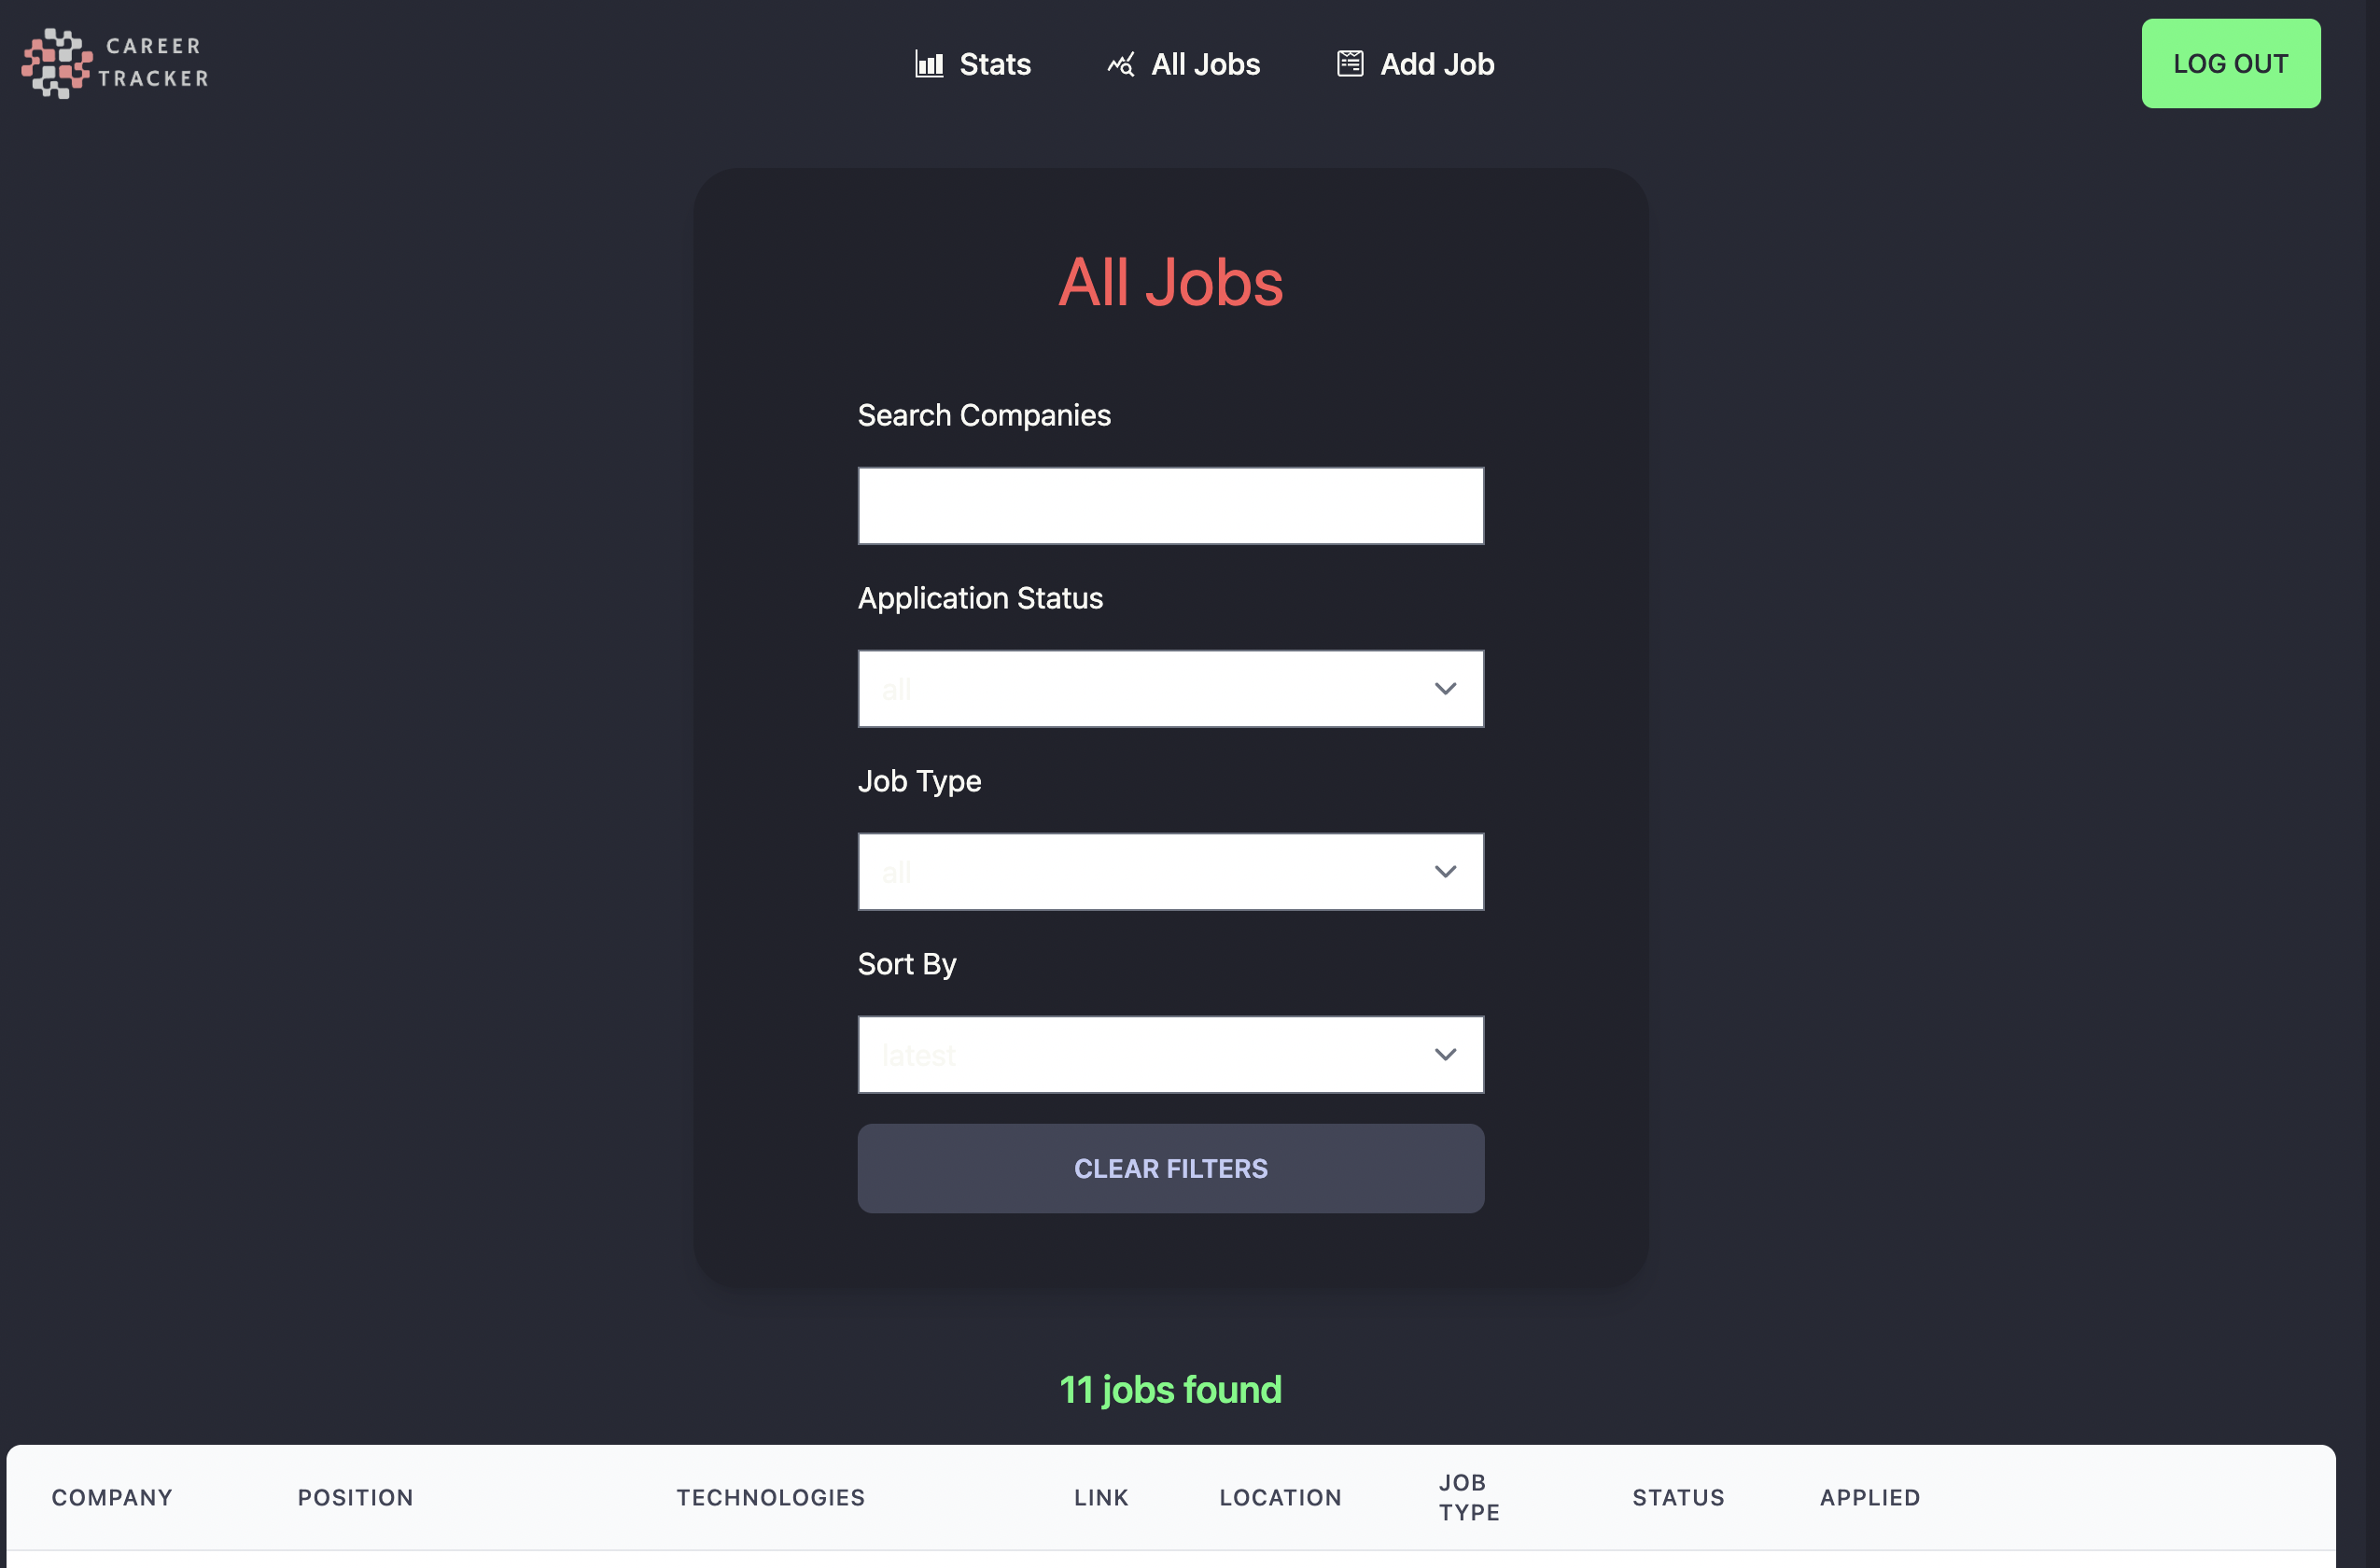 CAREER
TRACKER
Stats
All Jobs
Add Job
LOG OUT
All Jobs
Search Companies
Application Status
all
Job Type
all
Sort By
latest
CLEAR FILTERS
11 jobs found
COMPANY
POSITION
TECHNOLOGIES
LINK
LOCATION
JOB
TYPE
STATUS
APPLIED